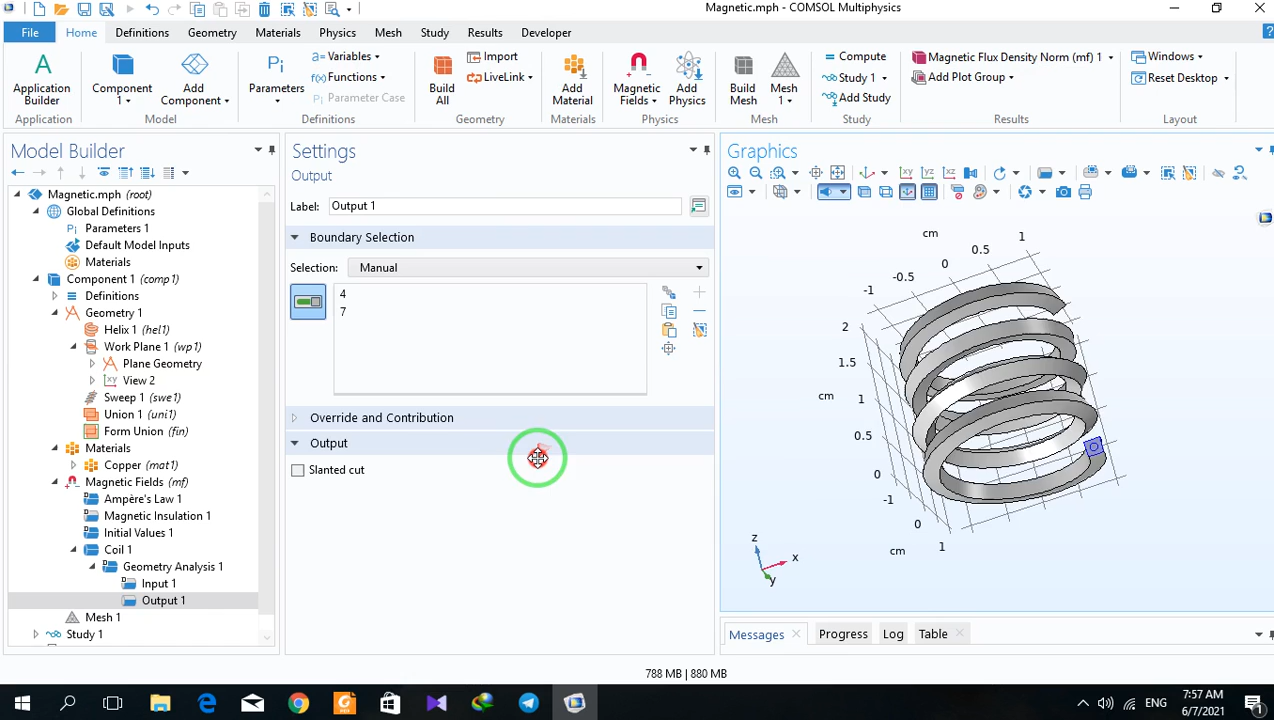 Magnetic.mph - COMSOL Multiphysics
File Home Definitions Geometry Materials Physics Mesh Study Results Developer
Application Builder
Application
Component 1
Add Component
Model
Pi
Parameters
a= Variables
f(x) Functions
Pi Parameter Case
Definitions
Build All
Import
LiveLink
Geometry
Add Material
Materials
Magnetic Fields
Add Physics
Physics
Build Mesh
Mesh 1
Mesh
Compute
Study 1
Add Study
Study
Magnetic Flux Density Norm (mf) 1
Add Plot Group
Results
Windows
Reset Desktop
Layout
Model Builder
Magnetic.mph (root)
Global Definitions
Pi Parameters 1
Default Model Inputs
Materials
Component 1 (comp1)
Definitions
Geometry 1
Helix 1 (hel1)
Work Plane 1 (wp1)
Plane Geometry
xy View 2
Sweep 1 (swe1)
Union 1 (uni1)
Form Union (fin)
Materials
Copper (mat1)
Magnetic Fields (mf)
Ampère's Law 1
Magnetic Insulation 1
Initial Values 1
Coil 1
Geometry Analysis 1
Input 1
Output 1
Mesh 1
Study 1
Settings
Output
Label: Output 1
Boundary Selection
Selection: Manual
4
7
Override and Contribution
Output
Slanted cut
Graphics
xy yz xz
cm
1
0.5
0
-0.5
-1
2
1.5
cm
1
0.5
0
-1
0
cm
1
z
x
y
Messages Progress Log Table
788 MB | 880 MB
ENG
7:57 AM
6/7/2021
1